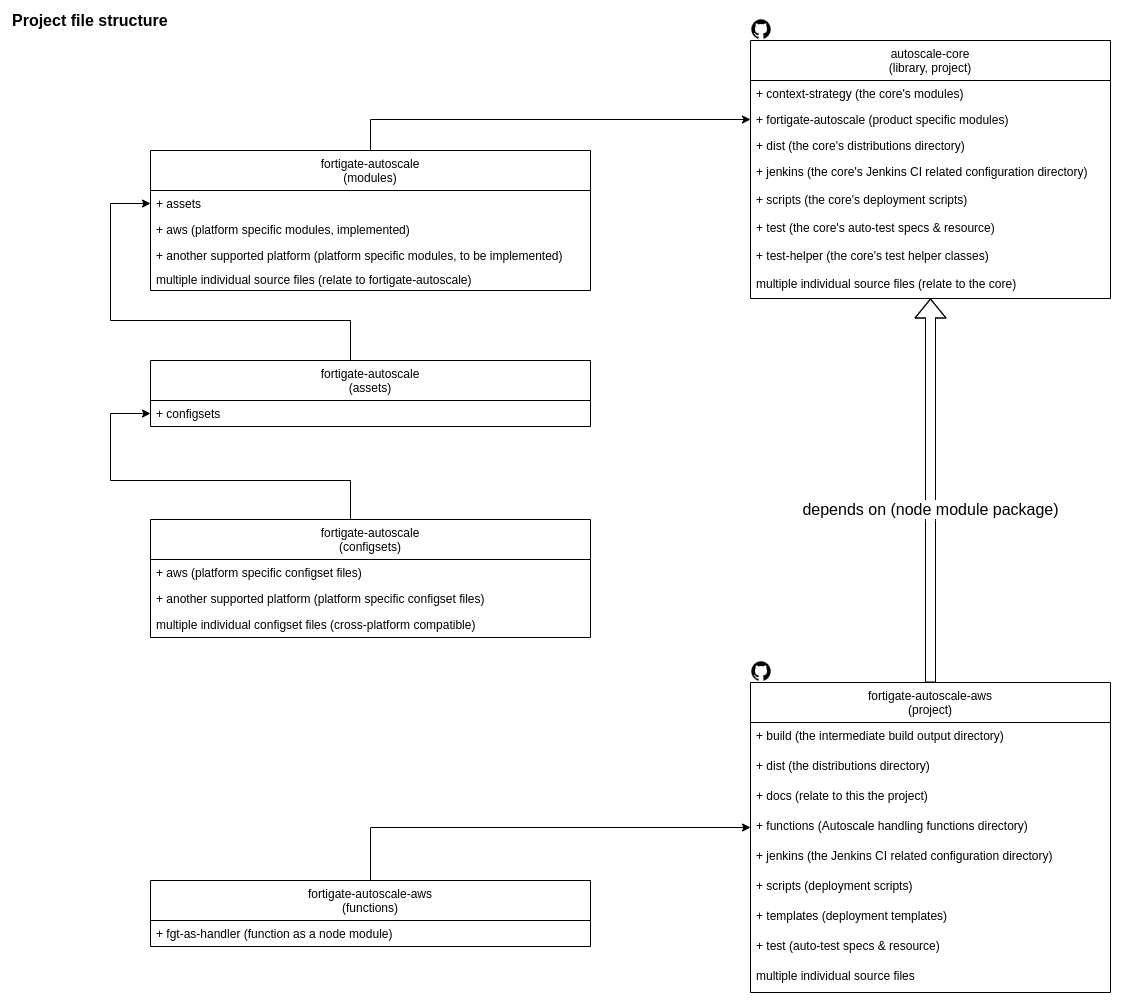 Project file structure
autoscale-core
(library, project)
+ context-strategy (the core's modules)
+ fortigate-autoscale (product specific modules)
+ dist (the core's distributions directory)
+ jenkins (the core's Jenkins CI related configuration directory)
+ scripts (the core's deployment scripts)
+ test (the core's auto-test specs & resource)
+ test-helper (the core's test helper classes)
multiple individual source files (relate to the core)
fortigate-autoscale
(modules)
+ assets
+ aws (platform specific modules, implemented)
+ another supported platform (platform specific modules, to be implemented)
multiple individual source files (relate to fortigate-autoscale)
fortigate-autoscale
(assets)
+ configsets
fortigate-autoscale
(configsets)
+ aws (platform specific configset files)
+ another supported platform (platform specific configset files)
multiple individual configset files (cross-platform compatible)
depends on (node module package)
fortigate-autoscale-aws
(project)
+ build (the intermediate build output directory)
+ dist (the distributions directory)
+ docs (relate to this the project)
+ functions (Autoscale handling functions directory)
+ jenkins (the Jenkins CI related configuration directory)
+ scripts (deployment scripts)
+ templates (deployment templates)
+ test (auto-test specs & resource)
multiple individual source files
fortigate-autoscale-aws
(functions)
+ fgt-as-handler (function as a node module)